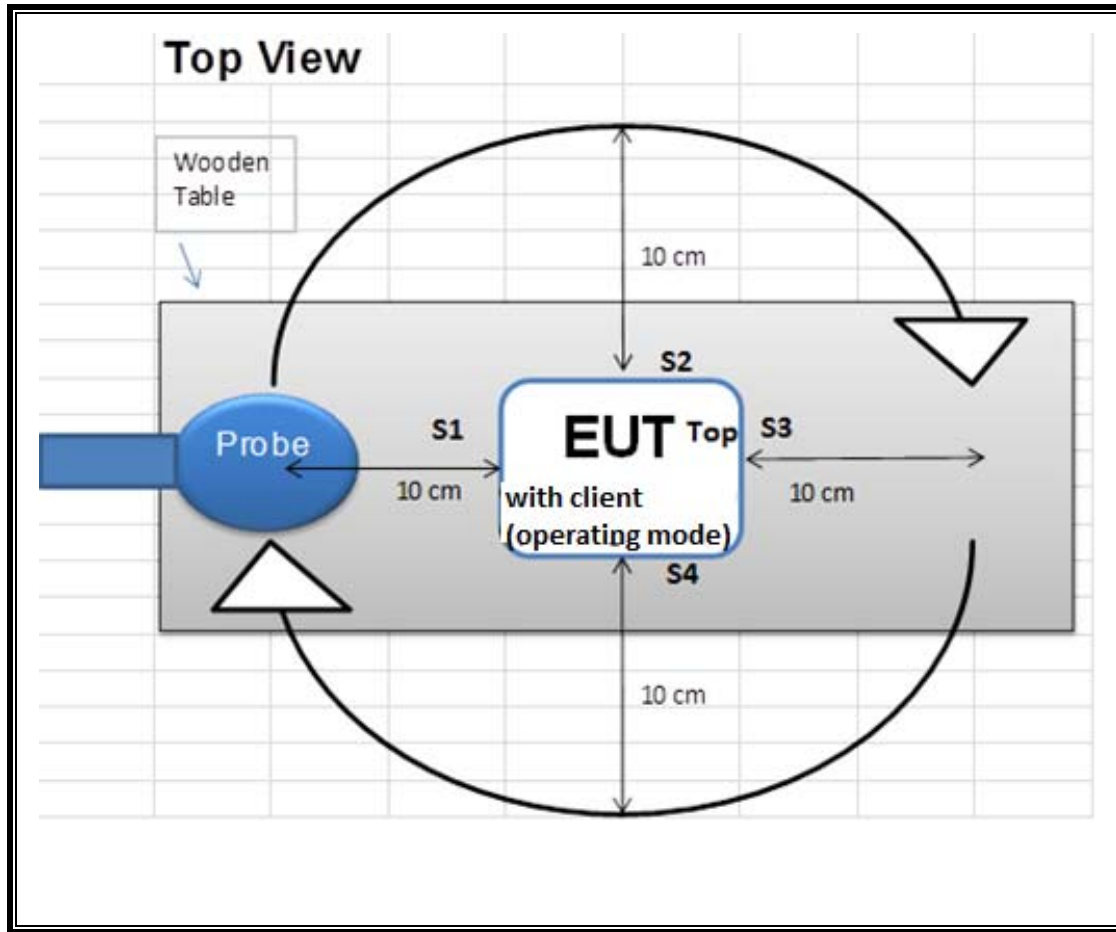 Top View
Wooden
Table
10 cm
S2
Probe
S1
EUT Top
S3
10 cm
with client
(operating mode)
10 cm
S4
10 cm